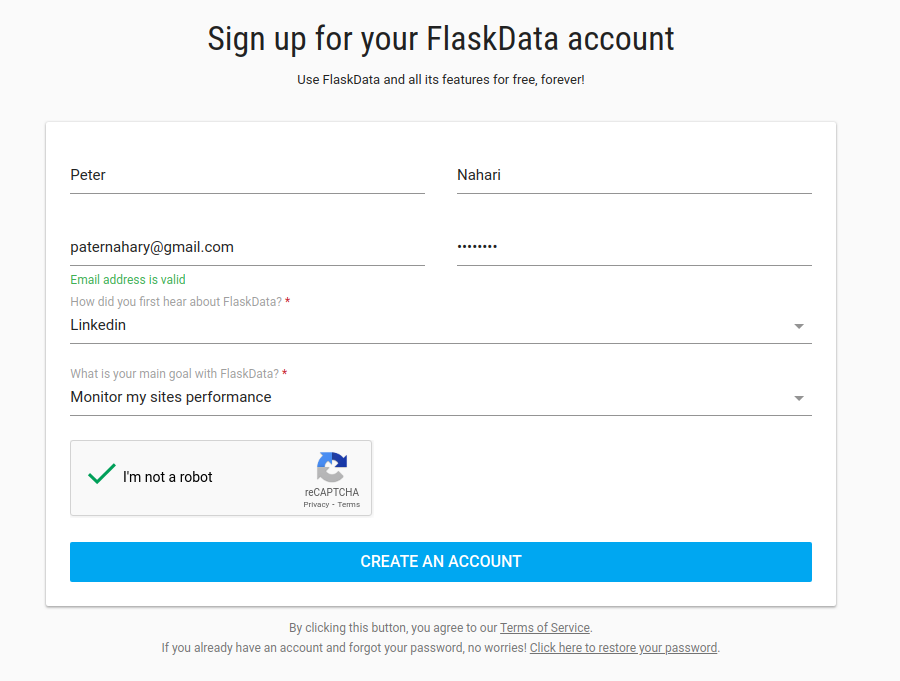 Sign up for your FlaskData account
Use FlaskData and all its features for free, forever!
Peter Nahari
paternahary@gmail.com ••••••••
Email address is valid
How did you first hear about FlaskData? *
Linkedin
What is your main goal with FlaskData? *
Monitor my sites performance
I'm not a robot
reCAPTCHA
Privacy - Terms
CREATE AN ACCOUNT
By clicking this button, you agree to our Terms of Service.
If you already have an account and forgot your password, no worries! Click here to restore your password.